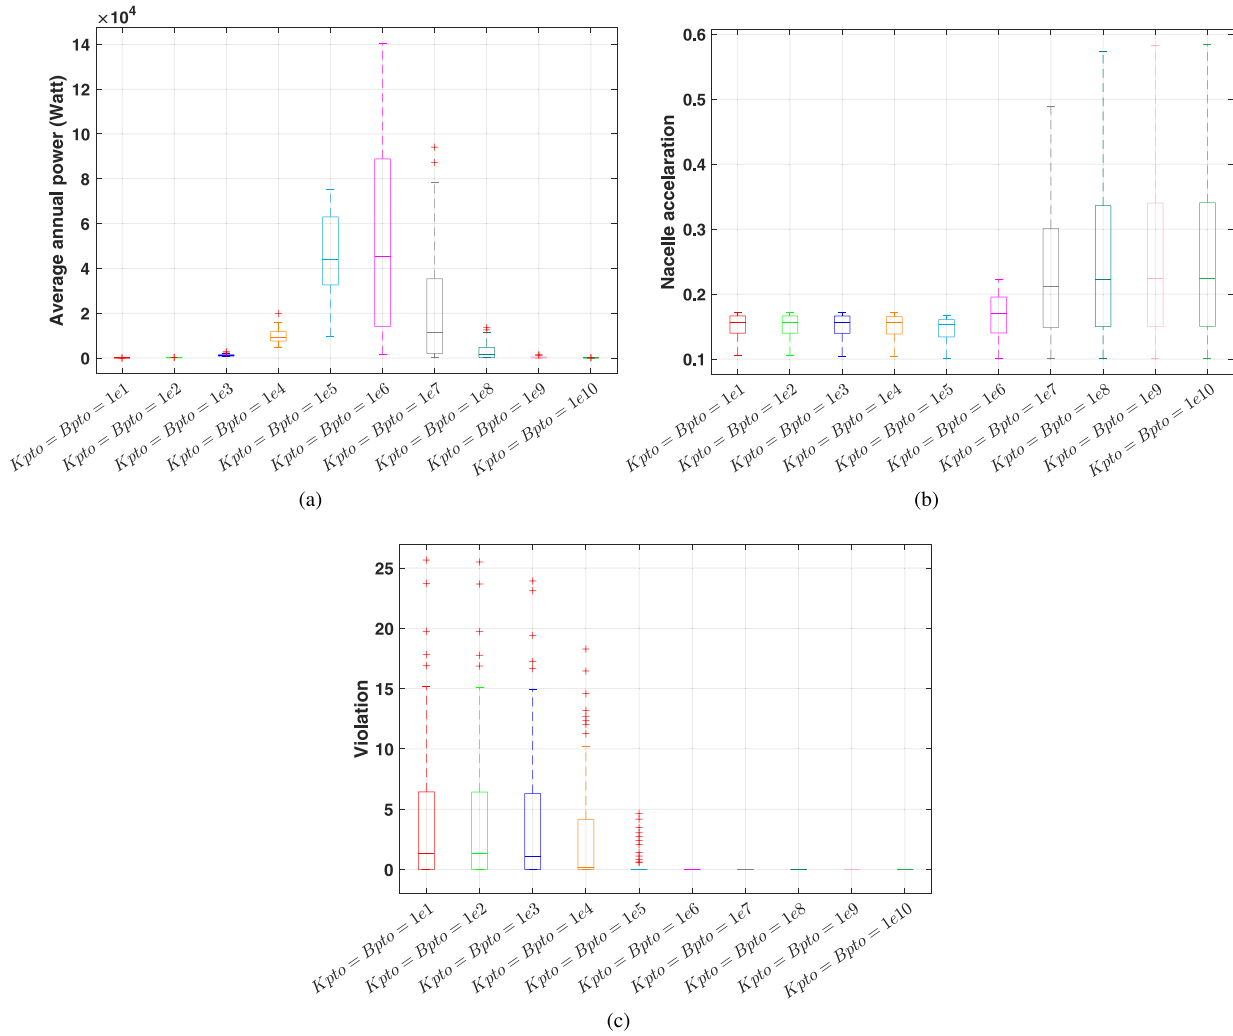 ×10⁴
14
12
10
8
6
4
2
0
Average annual power (Watt)
Kpto = Bpto = 1e1
Kpto = Bpto = 1e2
Kpto = Bpto = 1e3
Kpto = Bpto = 1e4
Kpto = Bpto = 1e5
Kpto = Bpto = 1e6
Kpto = Bpto = 1e7
Kpto = Bpto = 1e8
Kpto = Bpto = 1e9
Kpto = Bpto = 1e10
(a)
0.6
0.5
0.4
0.3
0.2
0.1
Nacelle accelaration
Kpto = Bpto = 1e1
Kpto = Bpto = 1e2
Kpto = Bpto = 1e3
Kpto = Bpto = 1e4
Kpto = Bpto = 1e5
Kpto = Bpto = 1e6
Kpto = Bpto = 1e7
Kpto = Bpto = 1e8
Kpto = Bpto = 1e9
Kpto = Bpto = 1e10
(b)
25
20
15
10
5
0
Violation
Kpto = Bpto = 1e1
Kpto = Bpto = 1e2
Kpto = Bpto = 1e3
Kpto = Bpto = 1e4
Kpto = Bpto = 1e5
Kpto = Bpto = 1e6
Kpto = Bpto = 1e7
Kpto = Bpto = 1e8
Kpto = Bpto = 1e9
Kpto = Bpto = 1e10
(c)